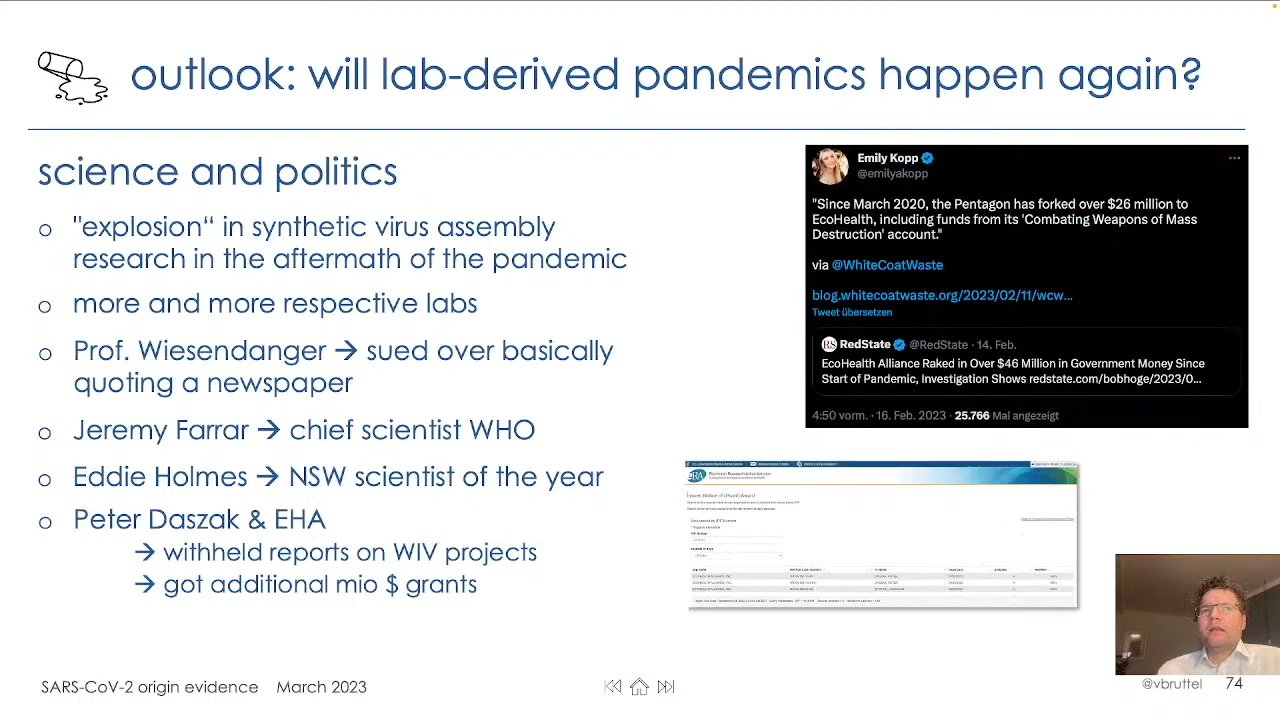 outlook: will lab-derived pandemics happen again?
science and politics
o "explosion“ in synthetic virus assembly
research in the aftermath of the pandemic
o more and more respective labs
o Prof. Wiesendanger → sued over basically
quoting a newspaper
o Jeremy Farrar → chief scientist WHO
o Eddie Holmes → NSW scientist of the year
o Peter Daszak & EHA
→ withheld reports on WIV projects
→ got additional mio $ grants
Emily Kopp
@emilyakopp
"Since March 2020, the Pentagon has forked over $26 million to
EcoHealth, including funds from its 'Combating Weapons of Mass
Destruction' account."
via @WhiteCoatWaste
blog.whitecoatwaste.org/2023/02/11/wcw...
Tweet übersetzen
RS RedState @RedState · 14. Feb.
EcoHealth Alliance Raked in Over $46 Million in Government Money Since
Start of Pandemic, Investigation Shows redstate.com/bobhoge/2023/0...
4:50 vorm. · 16. Feb. 2023 · 25.766 Mal angezeigt
eRA
SARS-CoV-2 origin evidence March 2023
@vbruttel 74